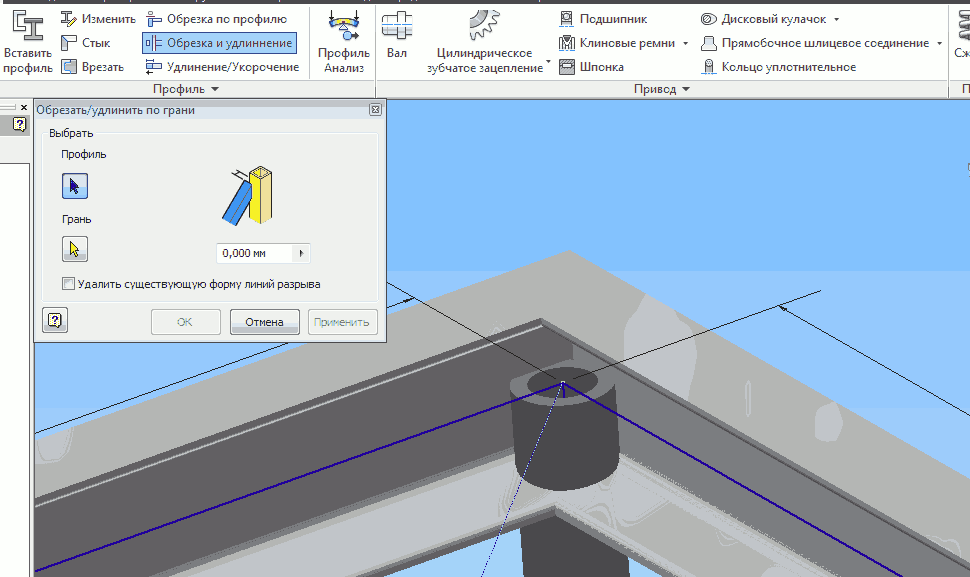 Вставить
профиль
Изменить
Стык
Врезать
Обрезка по профилю
Обрезка и удлиннение
Удлинение/Укорочение
Профиль
Анализ
Вал
Цилиндрическое
зубчатое зацепление
Подшипник
Клиновые ремни
Шпонка
Дисковый кулачок
Прямобочное шлицевое соединение
Кольцо уплотнительное
Профиль
Привод
Обрезать/удлинить по грани
Выбрать
Профиль
Грань
0,000 мм
Удалить существующую форму линий разрыва
ОК
Отмена
Применить